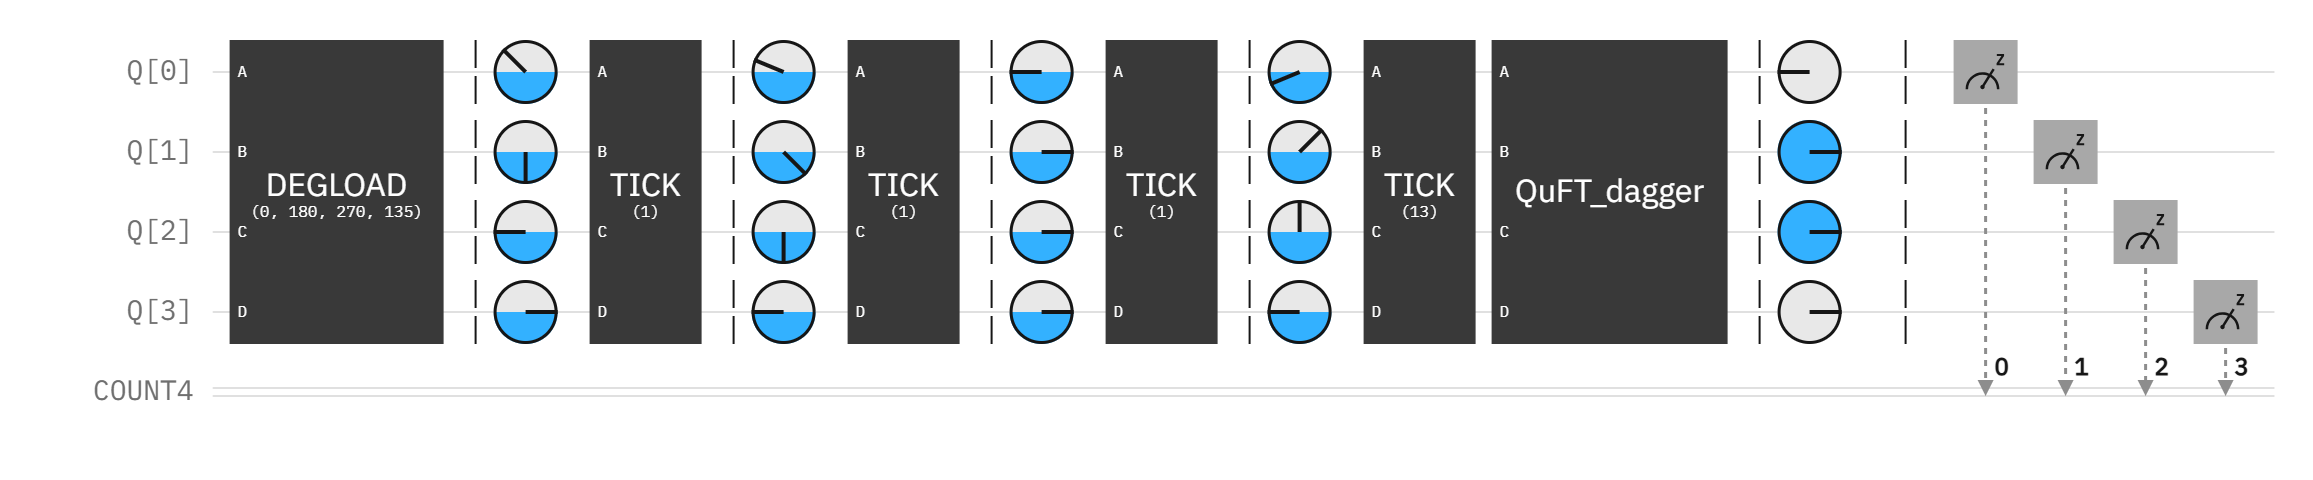 Q[0] A A A A A A Z
Q[1] B B B B B B Z
DEGLOAD TICK TICK TICK TICK QuFT_dagger
(0, 180, 270, 135) (1) (1) (1) (13)
Q[2] C C C C C C Z
Q[3] D D D D D D Z
0 1 2 3
COUNT4